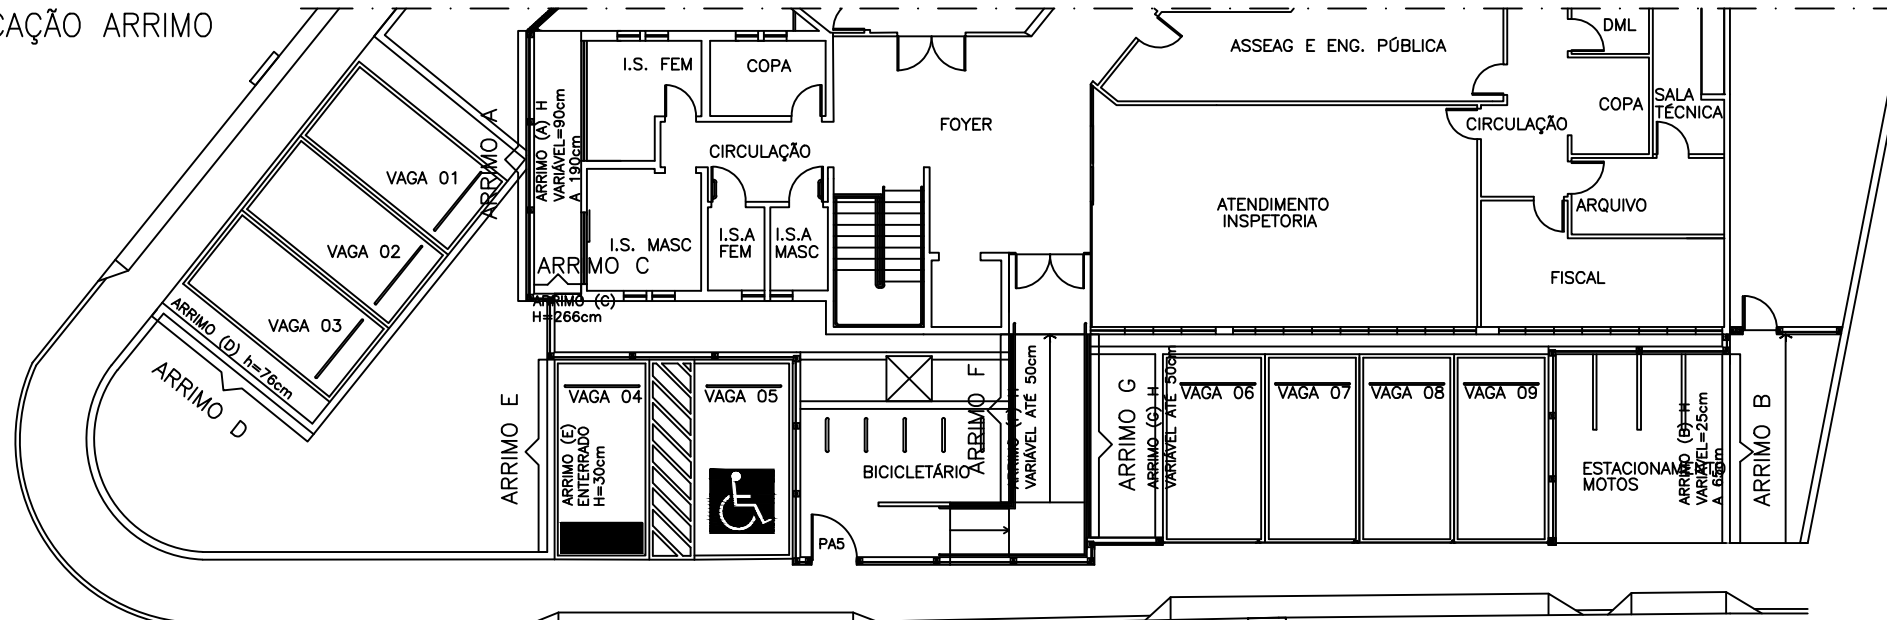 CAÇÃO ARRIMO
ASSEAG E ENG. PÚBLICA
DML
I.S. FEM
COPA
COPA
SALA
TÉCNICA
FOYER
CIRCULAÇÃO
CIRCULAÇÃO
ARRIMO A
ARRIMO (A) H
VARIÁVEL=90cm
A 190cm
VAGA 01
VAGA 02
VAGA 03
ATENDIMENTO
INSPETORIA
ARQUIVO
I.S. MASC
I.S.A
FEM
I.S.A
MASC
ARRIMO C
ARRIMO (C)
H=266cm
FISCAL
ARRIMO (D) h=76cm
ARRIMO D
ARRIMO E
VAGA 04
ARRIMO (E)
ENTERRADO
H=30cm
VAGA 05
BICICLETÁRIO
PA5
ARRIMO F
ARRIMO (F) H
VARIÁVEL ATÉ 50cm
ARRIMO G
ARRIMO (G) H
VARIÁVEL ATÉ 50cm
VAGA 06
VAGA 07
VAGA 08
VAGA 09
ESTACIONAMENTO
MOTOS
ARRIMO (B) H
VARIÁVEL=25cm
ARRIMO B